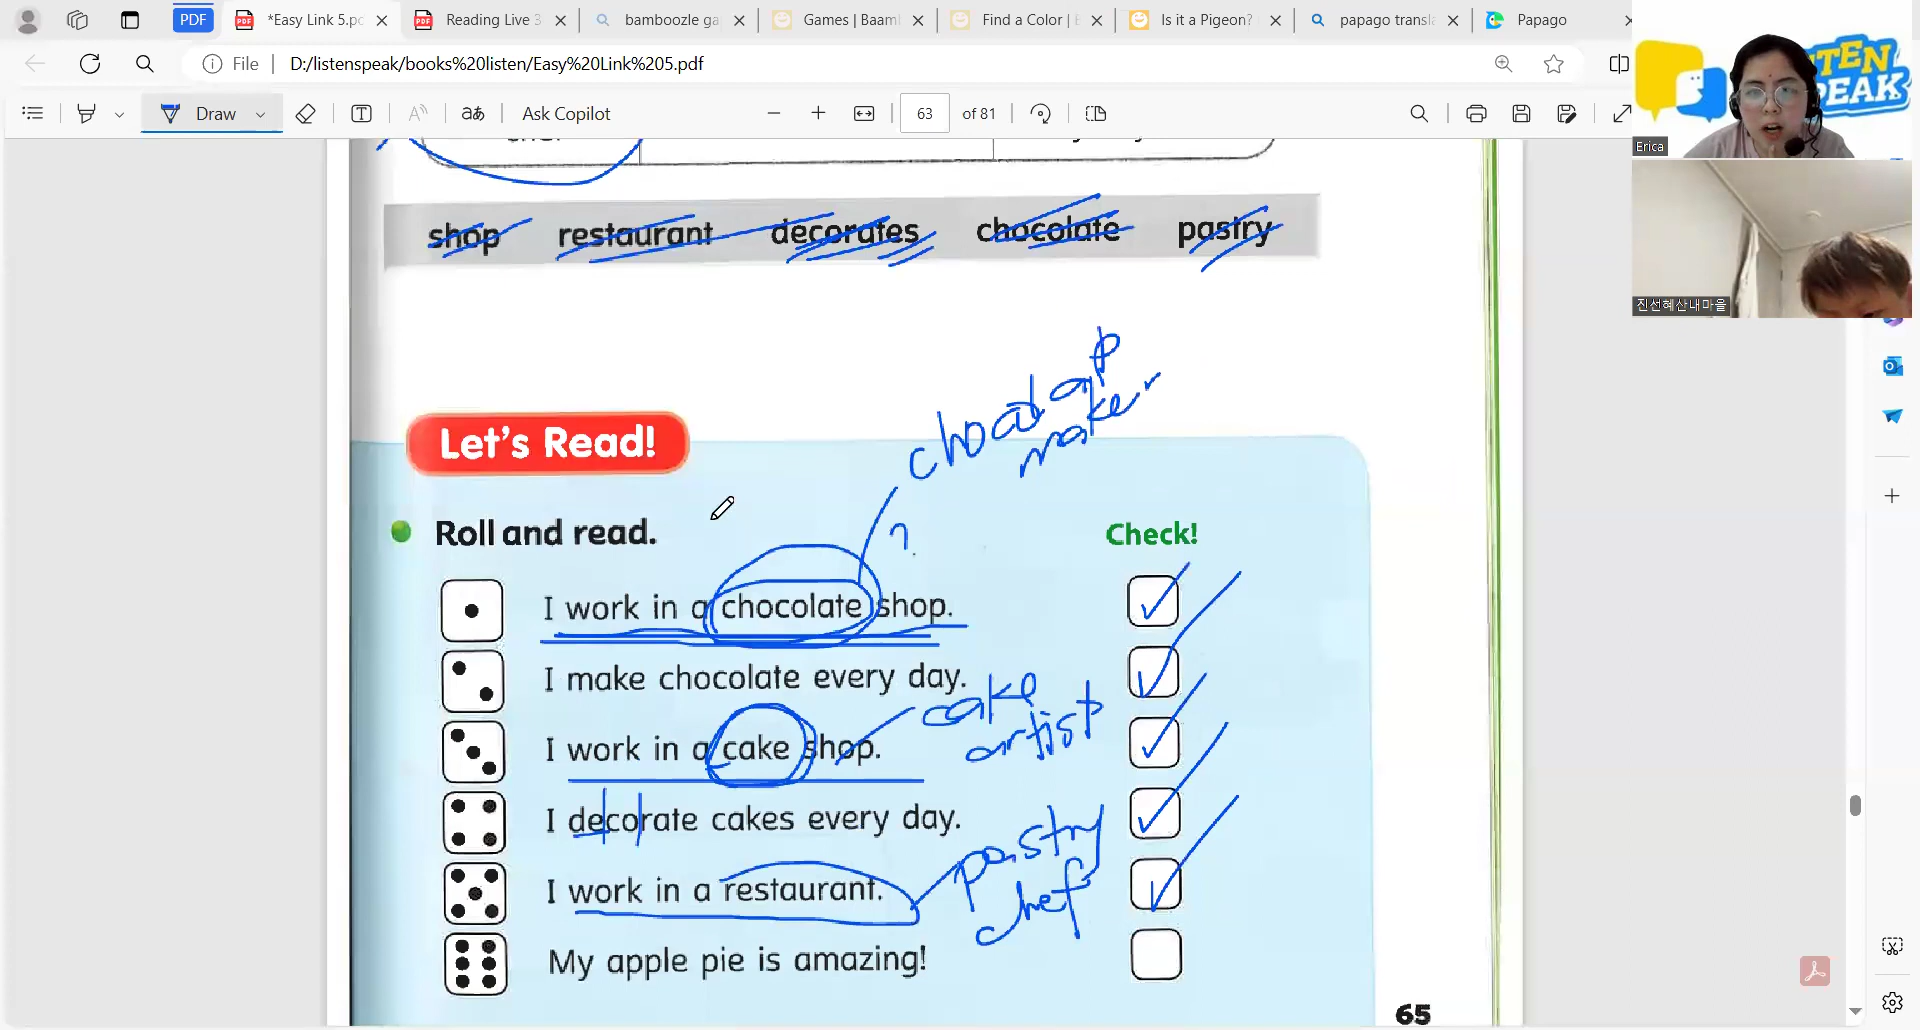 PDF
*Easy Link 5.pc
Reading Live 3
bamboozle ga
Games | Baaml
Find a Color |
Is it a Pigeon?
papago transla
Papago
File
D:/listenspeak/books%20listen/Easy%20Link%205.pdf
Draw
Ask Copilot
63
of 81
shop restaurant decorates chocolate pastry
Let's Read!
Roll and read.
Check!
I work in a chocolate shop.
maker
I make chocolate every day.
I work in a cake shop.
cake
artist
I decorate cakes every day.
I work in a restaurant.
pastry
chef
My apple pie is amazing!
65
LISTEN
SPEAK
Erica
진선혜산내마을